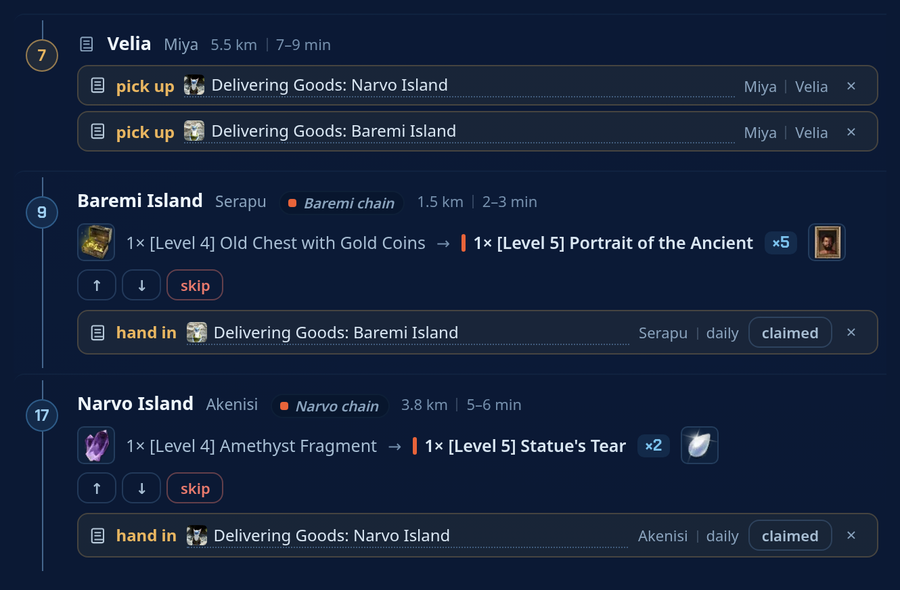 7 Velia Miya 5.5 km | 7–9 min
pick up Delivering Goods: Narvo Island Miya | Velia ×
pick up Delivering Goods: Baremi Island Miya | Velia ×
9 Baremi Island Serapu Baremi chain 1.5 km | 2–3 min
1× [Level 4] Old Chest with Gold Coins → 1× [Level 5] Portrait of the Ancient ×5
↑ ↓ skip
hand in Delivering Goods: Baremi Island Serapu | daily claimed ×
17 Narvo Island Akenisi Narvo chain 3.8 km | 5–6 min
1× [Level 4] Amethyst Fragment → 1× [Level 5] Statue's Tear ×2
↑ ↓ skip
hand in Delivering Goods: Narvo Island Akenisi | daily claimed ×